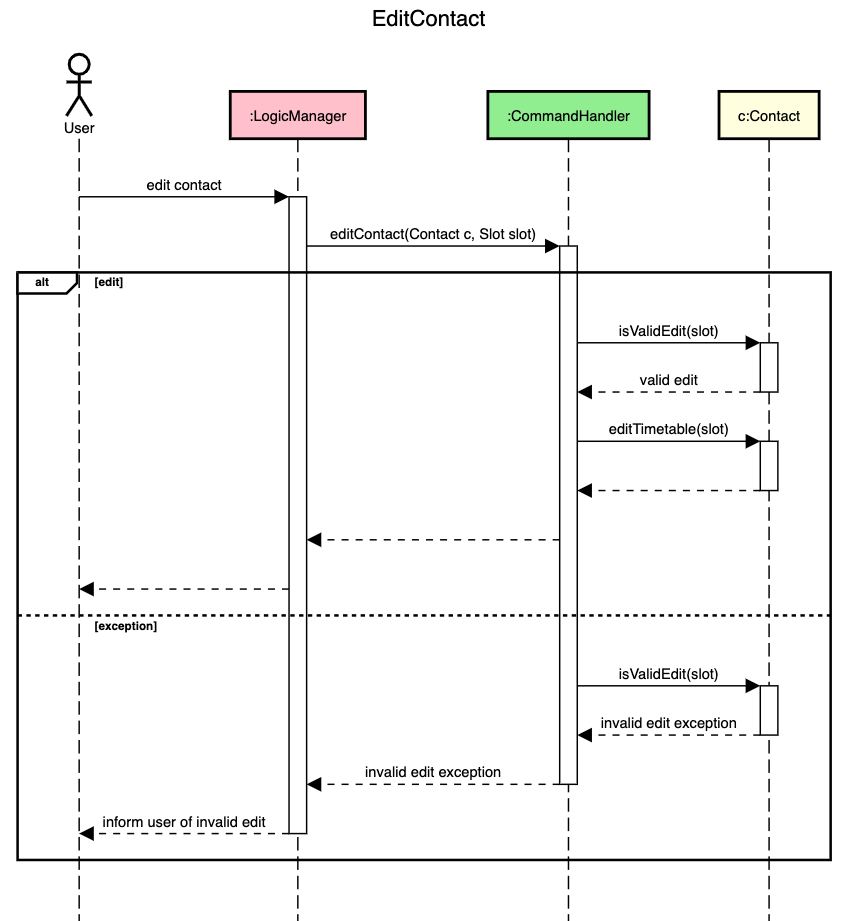 EditContact
User
:LogicManager
:CommandHandler
c:Contact
edit contact
editContact(Contact c, Slot slot)
alt
[edit]
isValidEdit(slot)
valid edit
editTimetable(slot)
[exception]
isValidEdit(slot)
invalid edit exception
invalid edit exception
inform user of invalid edit